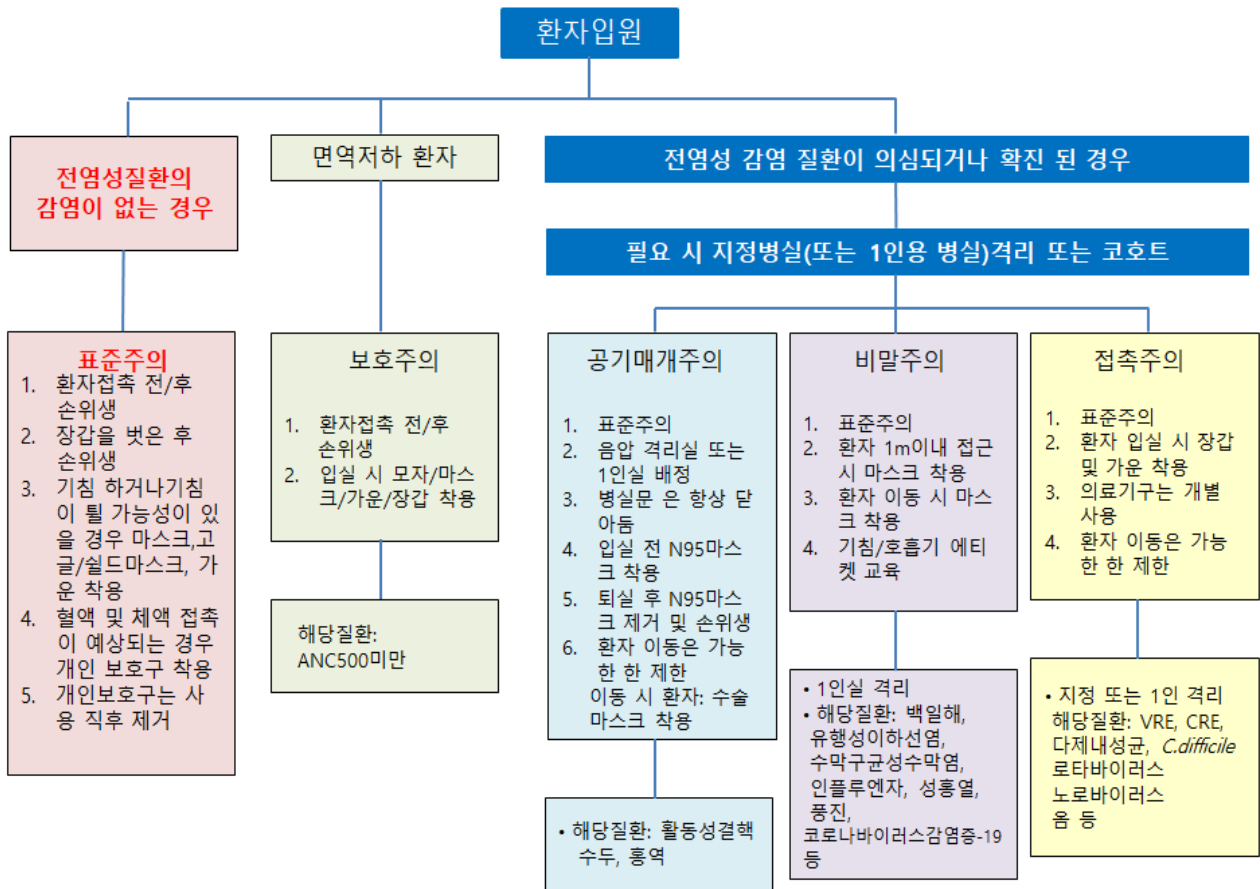 환자입원
전염성질환의
감염이 없는 경우
면역저하 환자
전염성 감염 질환이 의심되거나 확진 된 경우
필요 시 지정병실(또는 1인용 병실)격리 또는 코호트
표준주의
1. 환자접촉 전/후
손위생
2. 장갑을 벗은 후
손위생
3. 기침 하거나기침
이 튈 가능성이 있
을 경우 마스크,고
글/쉴드마스크, 가
운 착용
4. 혈액 및 체액 접촉
이 예상되는 경우
개인 보호구 착용
5. 개인보호구는 사
용 직후 제거
보호주의
1. 환자접촉 전/후
손위생
2. 입실 시 모자/마스
크/가운/장갑 착용
해당질환:
ANC500미만
공기매개주의
1. 표준주의
2. 음압 격리실 또는
1인실 배정
3. 병실문 은 항상 닫
아둠
4. 입실 전 N95마스
크 착용
5. 퇴실 후 N95마스
크 제거 및 손위생
6. 환자 이동은 가능
한 한 제한
이동 시 환자: 수술
마스크 착용
• 해당질환: 활동성결핵
수두, 홍역
비말주의
1. 표준주의
2. 환자 1m이내 접근
시 마스크 착용
3. 환자 이동 시 마스
크 착용
4. 기침/호흡기 에티
켓 교육
• 1인실 격리
• 해당질환: 백일해,
유행성이하선염,
수막구균성수막염,
인플루엔자, 성홍열,
풍진,
코로나바이러스감염증-19
등
접촉주의
1. 표준주의
2. 환자 입실 시 장갑
및 가운 착용
3. 의료기구는 개별
사용
4. 환자 이동은 가능
한 한 제한
• 지정 또는 1인 격리
해당질환: VRE, CRE,
다제내성균, C.difficile
로타바이러스
노로바이러스
옴 등